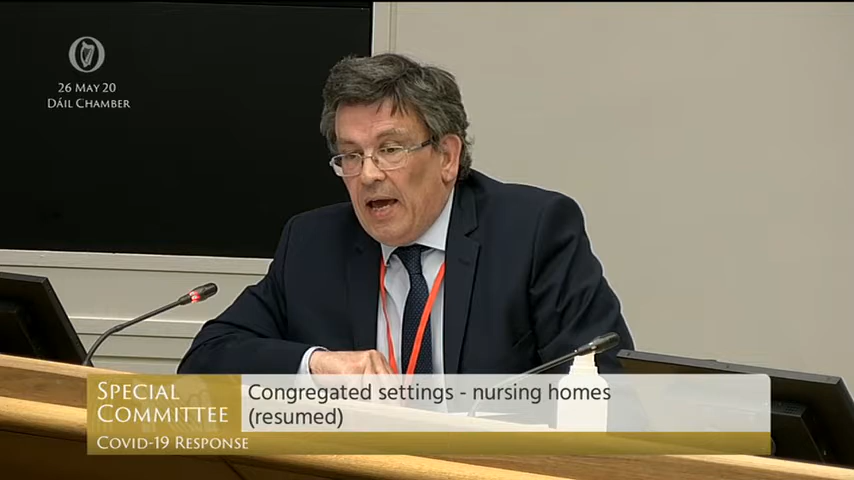 26 May 20
Dáil Chamber
Special
Committee
Covid-19 Response
Congregated settings - nursing homes
(resumed)